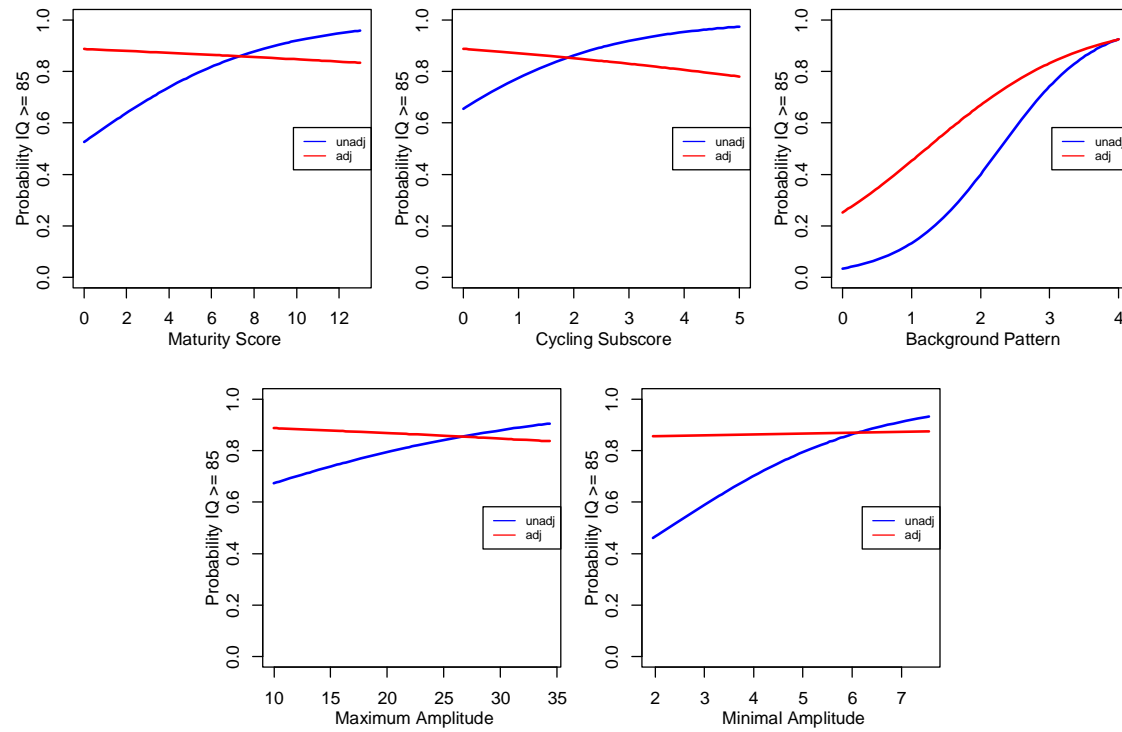 Probability IQ >= 85
1.0
0.8
0.6
0.4
0.2
0.0
unadj
adj
0 2 4 6 8 10 12
Maturity Score
Probability IQ >= 85
1.0
0.8
0.6
0.4
0.2
0.0
unadj
adj
0 1 2 3 4 5
Cycling Subscore
Probability IQ >= 85
1.0
0.8
0.6
0.4
0.2
0.0
unadj
adj
0 1 2 3 4
Background Pattern
Probability IQ >= 85
1.0
0.8
0.6
0.4
0.2
0.0
unadj
adj
10 15 20 25 30 35
Maximum Amplitude
Probability IQ >= 85
1.0
0.8
0.6
0.4
0.2
0.0
unadj
adj
2 3 4 5 6 7
Minimal Amplitude